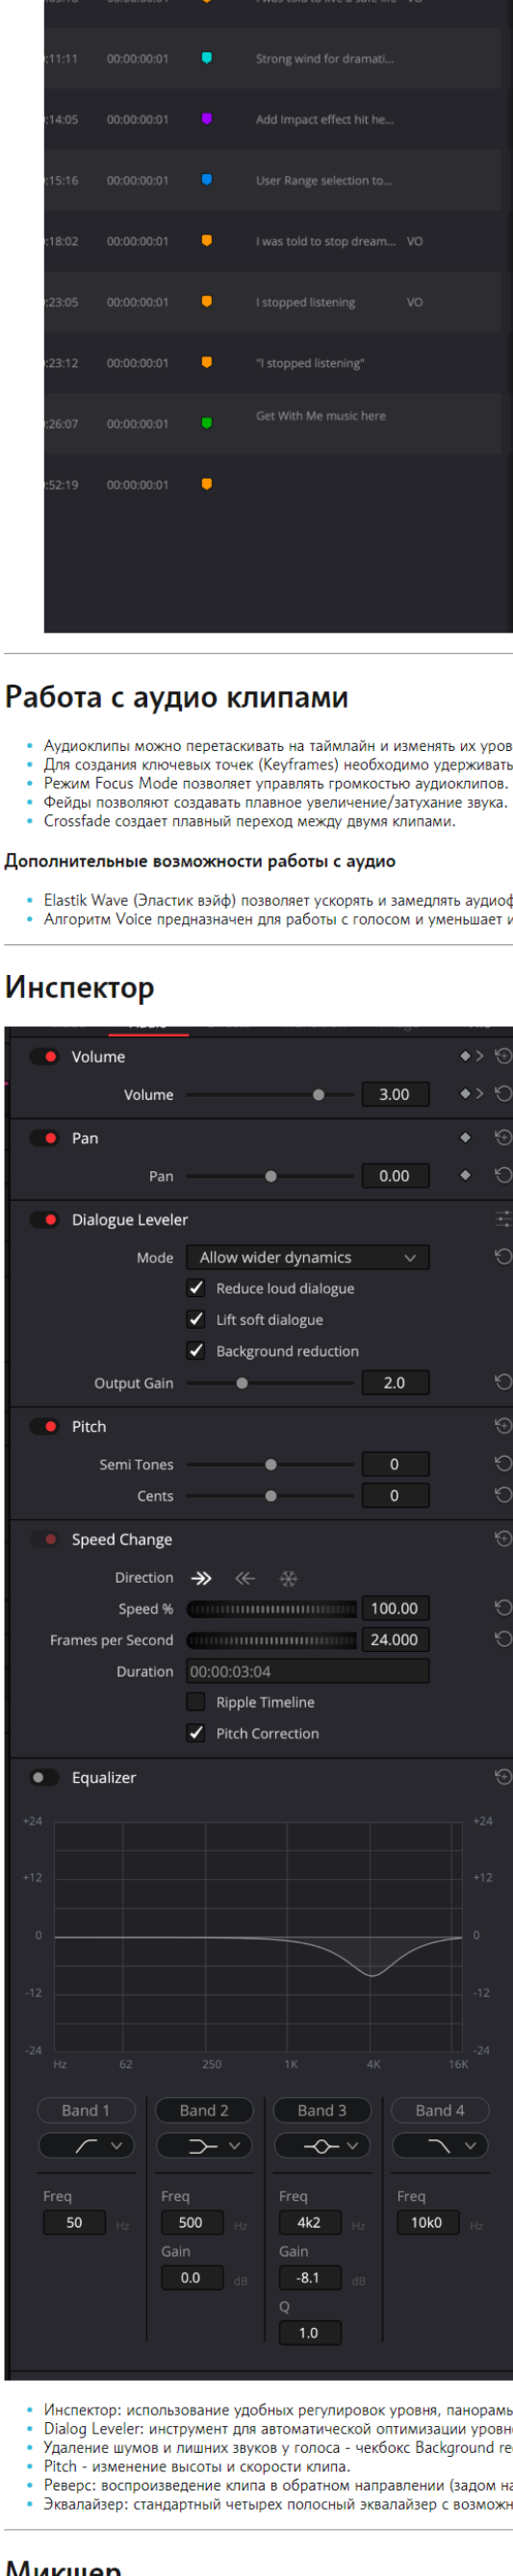 :11:11 00:00:00:01 Strong wind for dramati...
:14:05 00:00:00:01 Add Impact effect hit he...
:15:16 00:00:00:01 User Range selection to...
:18:02 00:00:00:01 I was told to stop dream... VO
:23:05 00:00:00:01 I stopped listening VO
:23:12 00:00:00:01 "I stopped listening"
:26:07 00:00:00:01 Get With Me music here
:52:19 00:00:00:01
Работа с аудио клипами
Аудиоклипы можно перетаскивать на таймлайн и изменять их уров
Для создания ключевых точек (Keyframes) необходимо удерживать
Режим Focus Mode позволяет управлять громкостью аудиоклипов.
Фейды позволяют создавать плавное увеличение/затухание звука.
Crossfade создает плавный переход между двумя клипами.
Дополнительные возможности работы с аудио
Elastik Wave (Эластик вэйф) позволяет ускорять и замедлять аудиоф
Алгоритм Voice предназначен для работы с голосом и уменьшает и
Инспектор
Volume
Volume 3.00
Pan
Pan 0.00
Dialogue Leveler
Mode Allow wider dynamics
Reduce loud dialogue
Lift soft dialogue
Background reduction
Output Gain 2.0
Pitch
Semi Tones 0
Cents 0
Speed Change
Direction
Speed % 100.00
Frames per Second 24.000
Duration 00:00:03:04
Ripple Timeline
Pitch Correction
Equalizer
+24 +24
+12 +12
0 0
-12 -12
-24 -24
Hz 62 250 1K 4K 16K
Band 1 Band 2 Band 3 Band 4
Freq Freq Freq Freq
50 Hz 500 Hz 4k2 Hz 10k0 Hz
Gain Gain
0.0 dB -8.1 dB
Q
1.0
Инспектор: использование удобных регулировок уровня, панорамы
Dialog Leveler: инструмент для автоматической оптимизации уровн
Удаление шумов и лишних звуков у голоса - чекбокс Background re
Pitch - изменение высоты и скорости клипа.
Реверс: воспроизведение клипа в обратном направлении (задом на
Эквалайзер: стандартный четырех полосный эквалайзер с возможн
Микшер